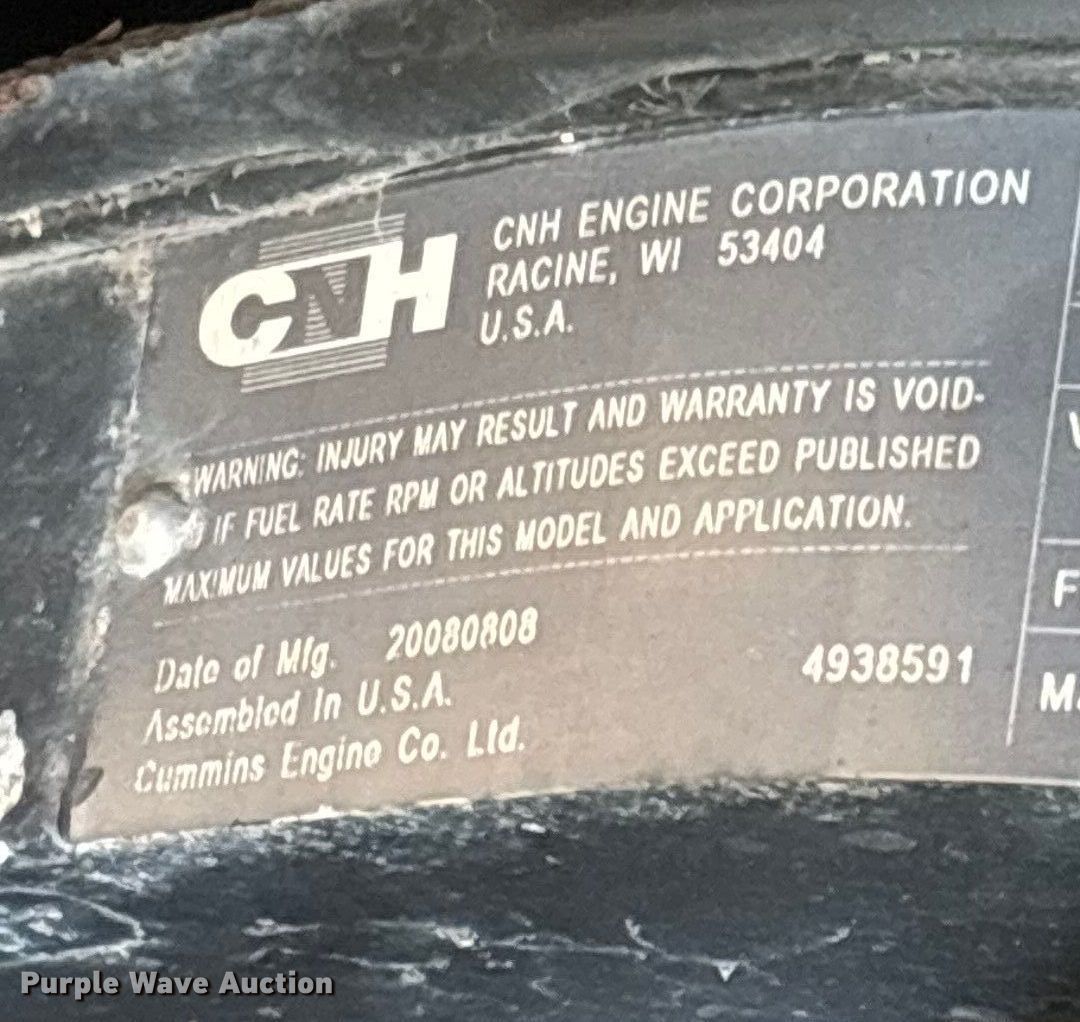 CNH
CNH ENGINE CORPORATION
RACINE, WI 53404
U.S.A.
WARNING: INJURY MAY RESULT AND WARRANTY IS VOID
IF FUEL RATE RPM OR ALTITUDES EXCEED PUBLISHED
MAXIMUM VALUES FOR THIS MODEL AND APPLICATION.
Date of Mfg. 20080808
4938591
Assembled In U.S.A.
Cummins Engine Co. Ltd.
F
M
Purple Wave Auction